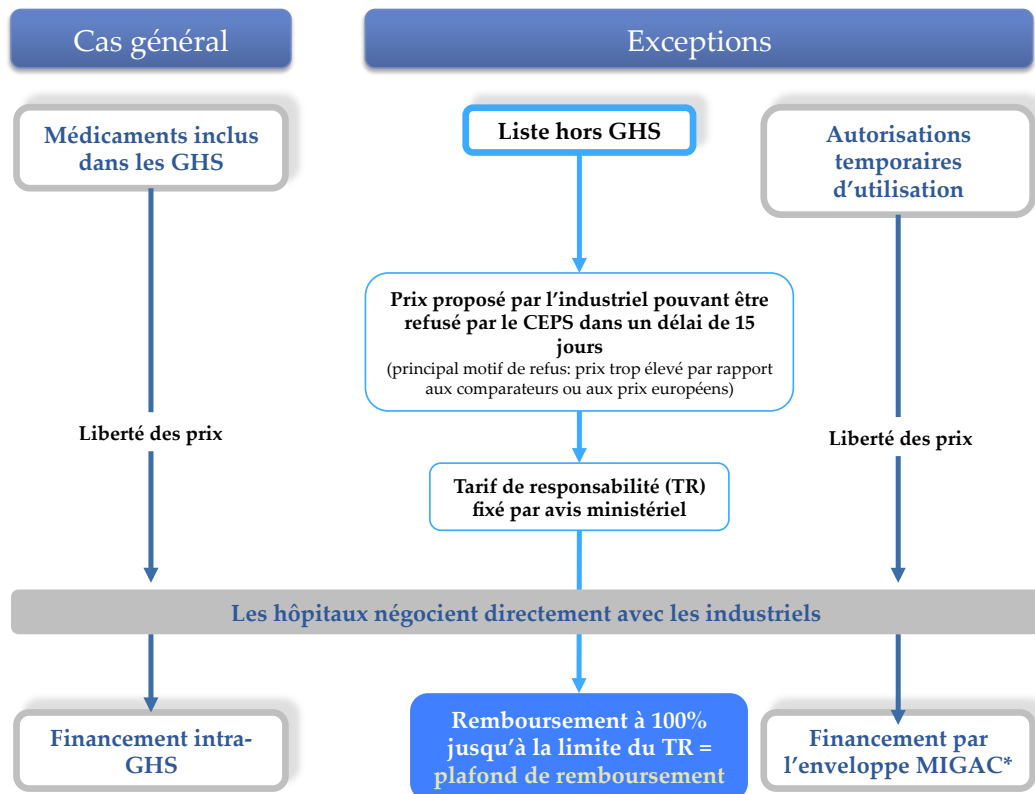 Cas général
Exceptions
Médicaments inclus
dans les GHS
Liste hors GHS
Autorisations
temporaires
d’utilisation
Prix proposé par l’industriel pouvant être
refusé par le CEPS dans un délai de 15
jours
(principal motif de refus: prix trop élevé par rapport
aux comparateurs ou aux prix européens)
Liberté des prix
Liberté des prix
Tarif de responsabilité (TR)
fixé par avis ministériel
Les hôpitaux négocient directement avec les industriels
Financement intra-
GHS
Remboursement à 100%
jusqu’à la limite du TR =
plafond de remboursement
Financement par
l’enveloppe MIGAC*